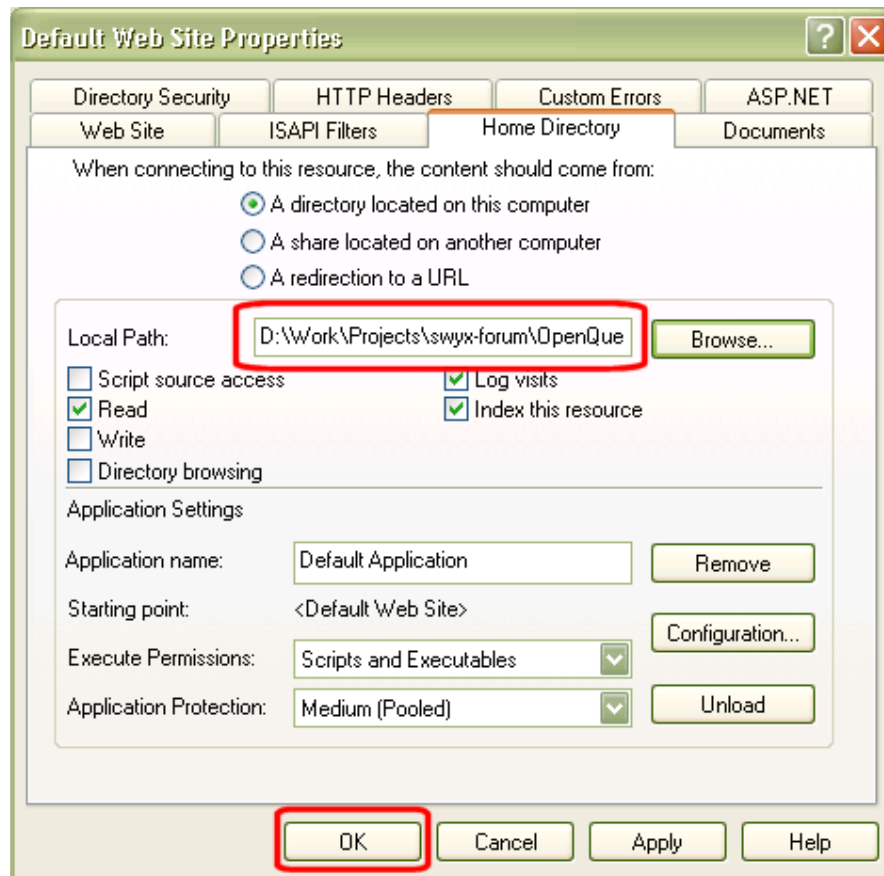 Default Web Site Properties
Directory Security HTTP Headers Custom Errors ASP.NET
Web Site ISAPI Filters Home Directory Documents
When connecting to this resource, the content should come from:
A directory located on this computer
A share located on another computer
A redirection to a URL
Local Path: D:\Work\Projects\swyx-forum\OpenQue Browse...
Script source access Log visits
Read Index this resource
Write
Directory browsing
Application Settings
Application name: Default Application Remove
Starting point: <Default Web Site>
Configuration...
Execute Permissions: Scripts and Executables
Application Protection: Medium (Pooled) Unload
OK Cancel Apply Help